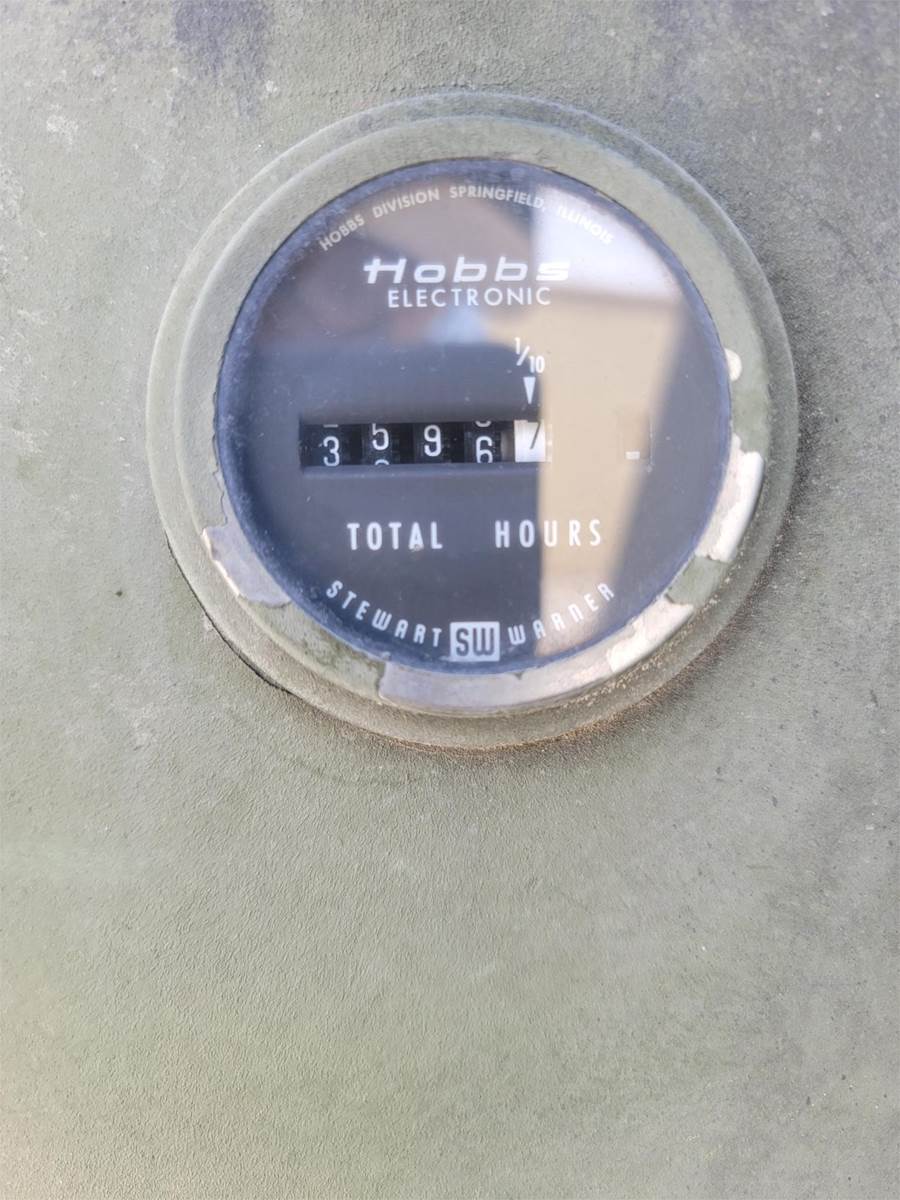 HOBBS DIVISION SPRINGFIELD, ILLINOIS
Hobbs
ELECTRONIC
1/10
3 5 9 6 7
TOTAL HOURS
STEWART SW WARNER